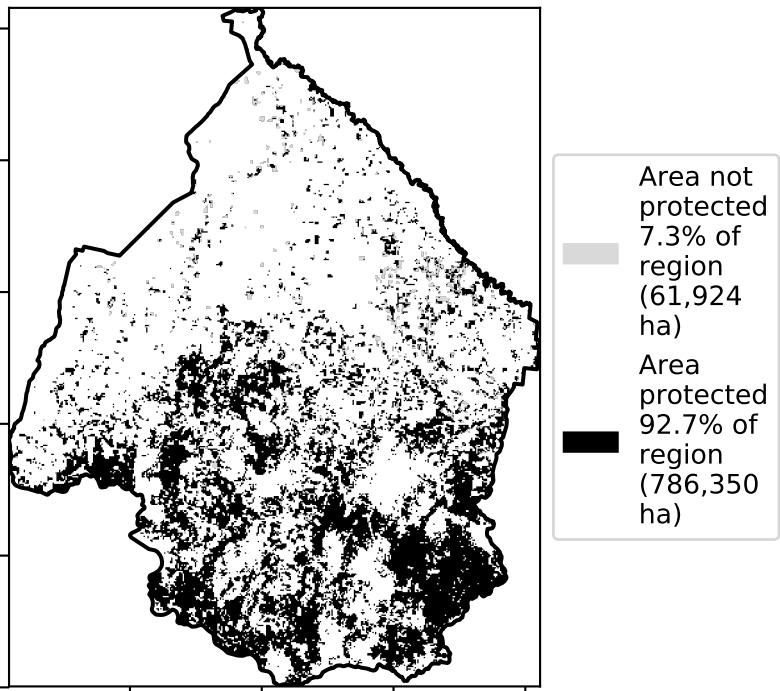 Area not
protected
7.3% of
region
(61,924
ha)
Area
protected
92.7% of
region
(786,350
ha)